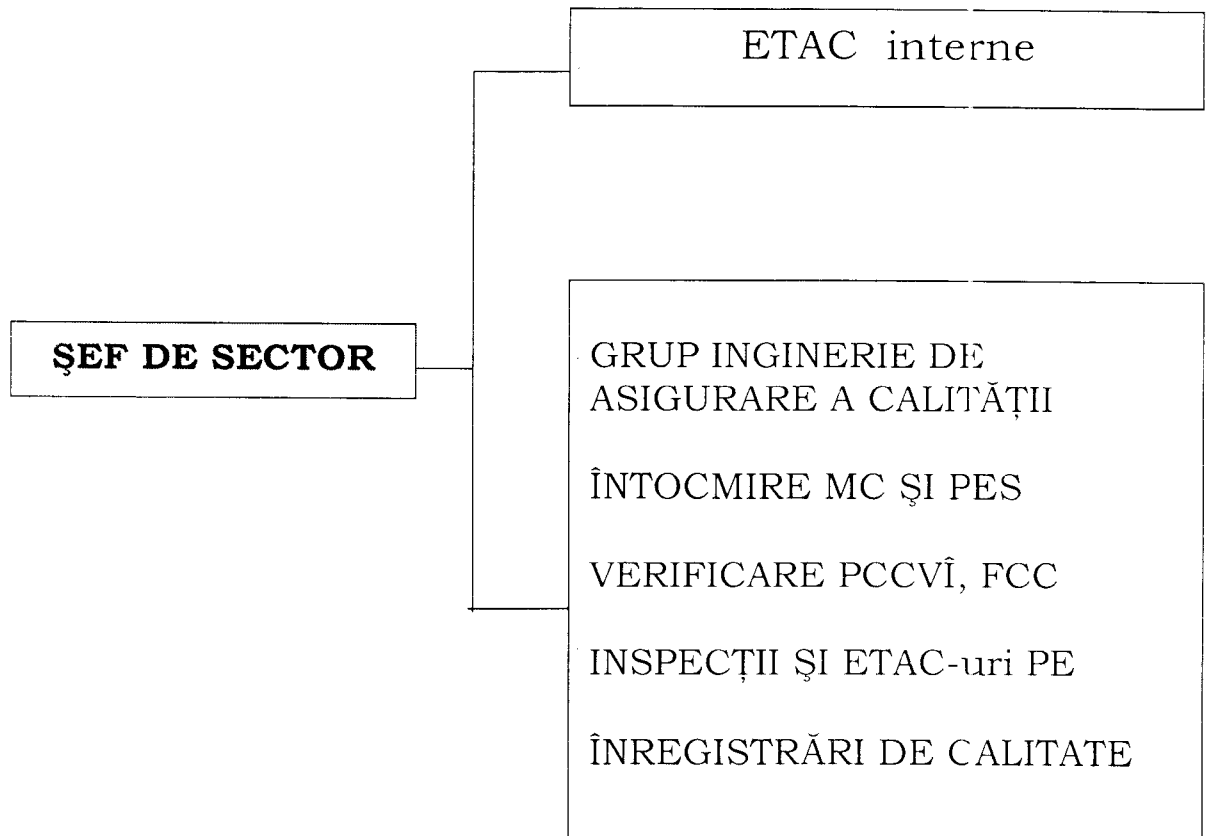 ETAC interne
ŞEF DE SECTOR
GRUP INGINERIE DE
ASIGURARE A CALITĂŢII
ÎNTOCMIRE MC ŞI PES
VERIFICARE PCCVÎ, FCC
INSPECŢII ŞI ETAC-uri PE
ÎNREGISTRĂRI DE CALITATE